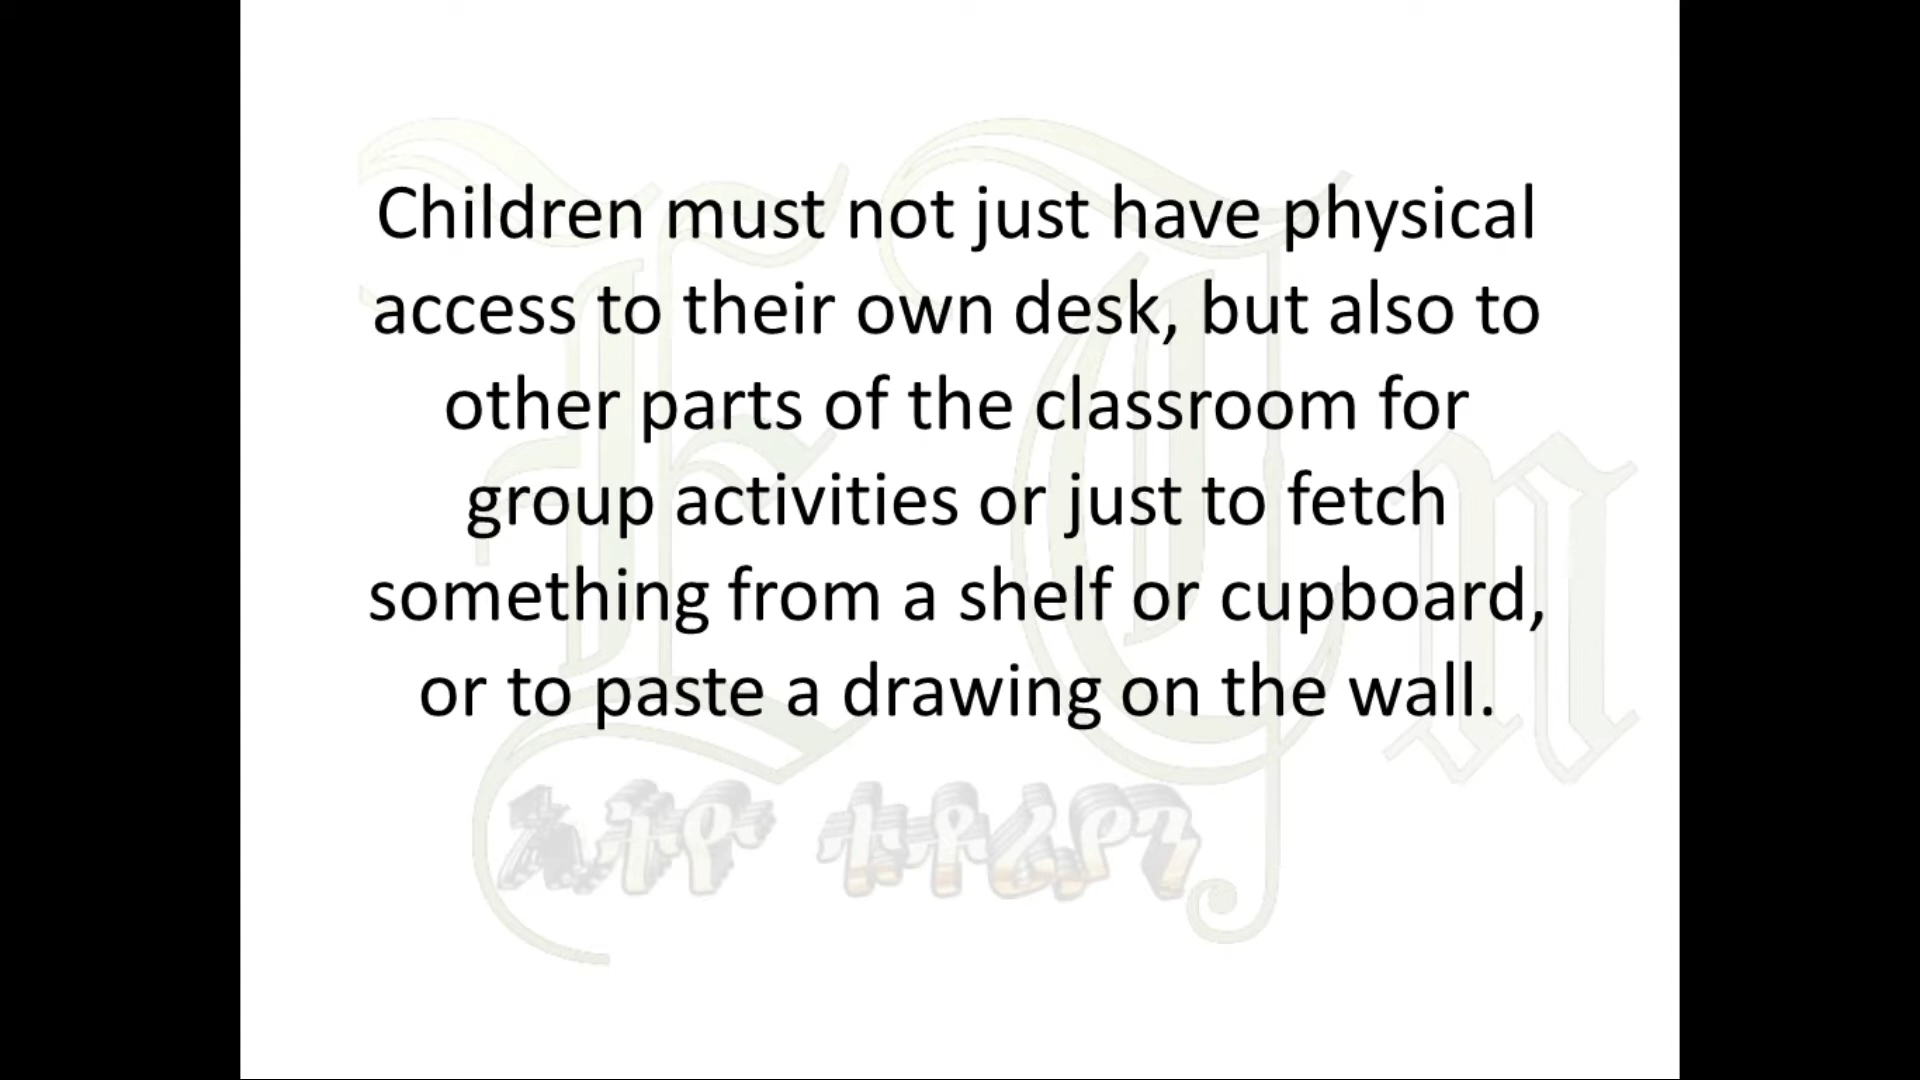 Children must not just have physical
access to their own desk, but also to
other parts of the classroom for
group activities or just to fetch
something from a shelf or cupboard,
or to paste a drawing on the wall.